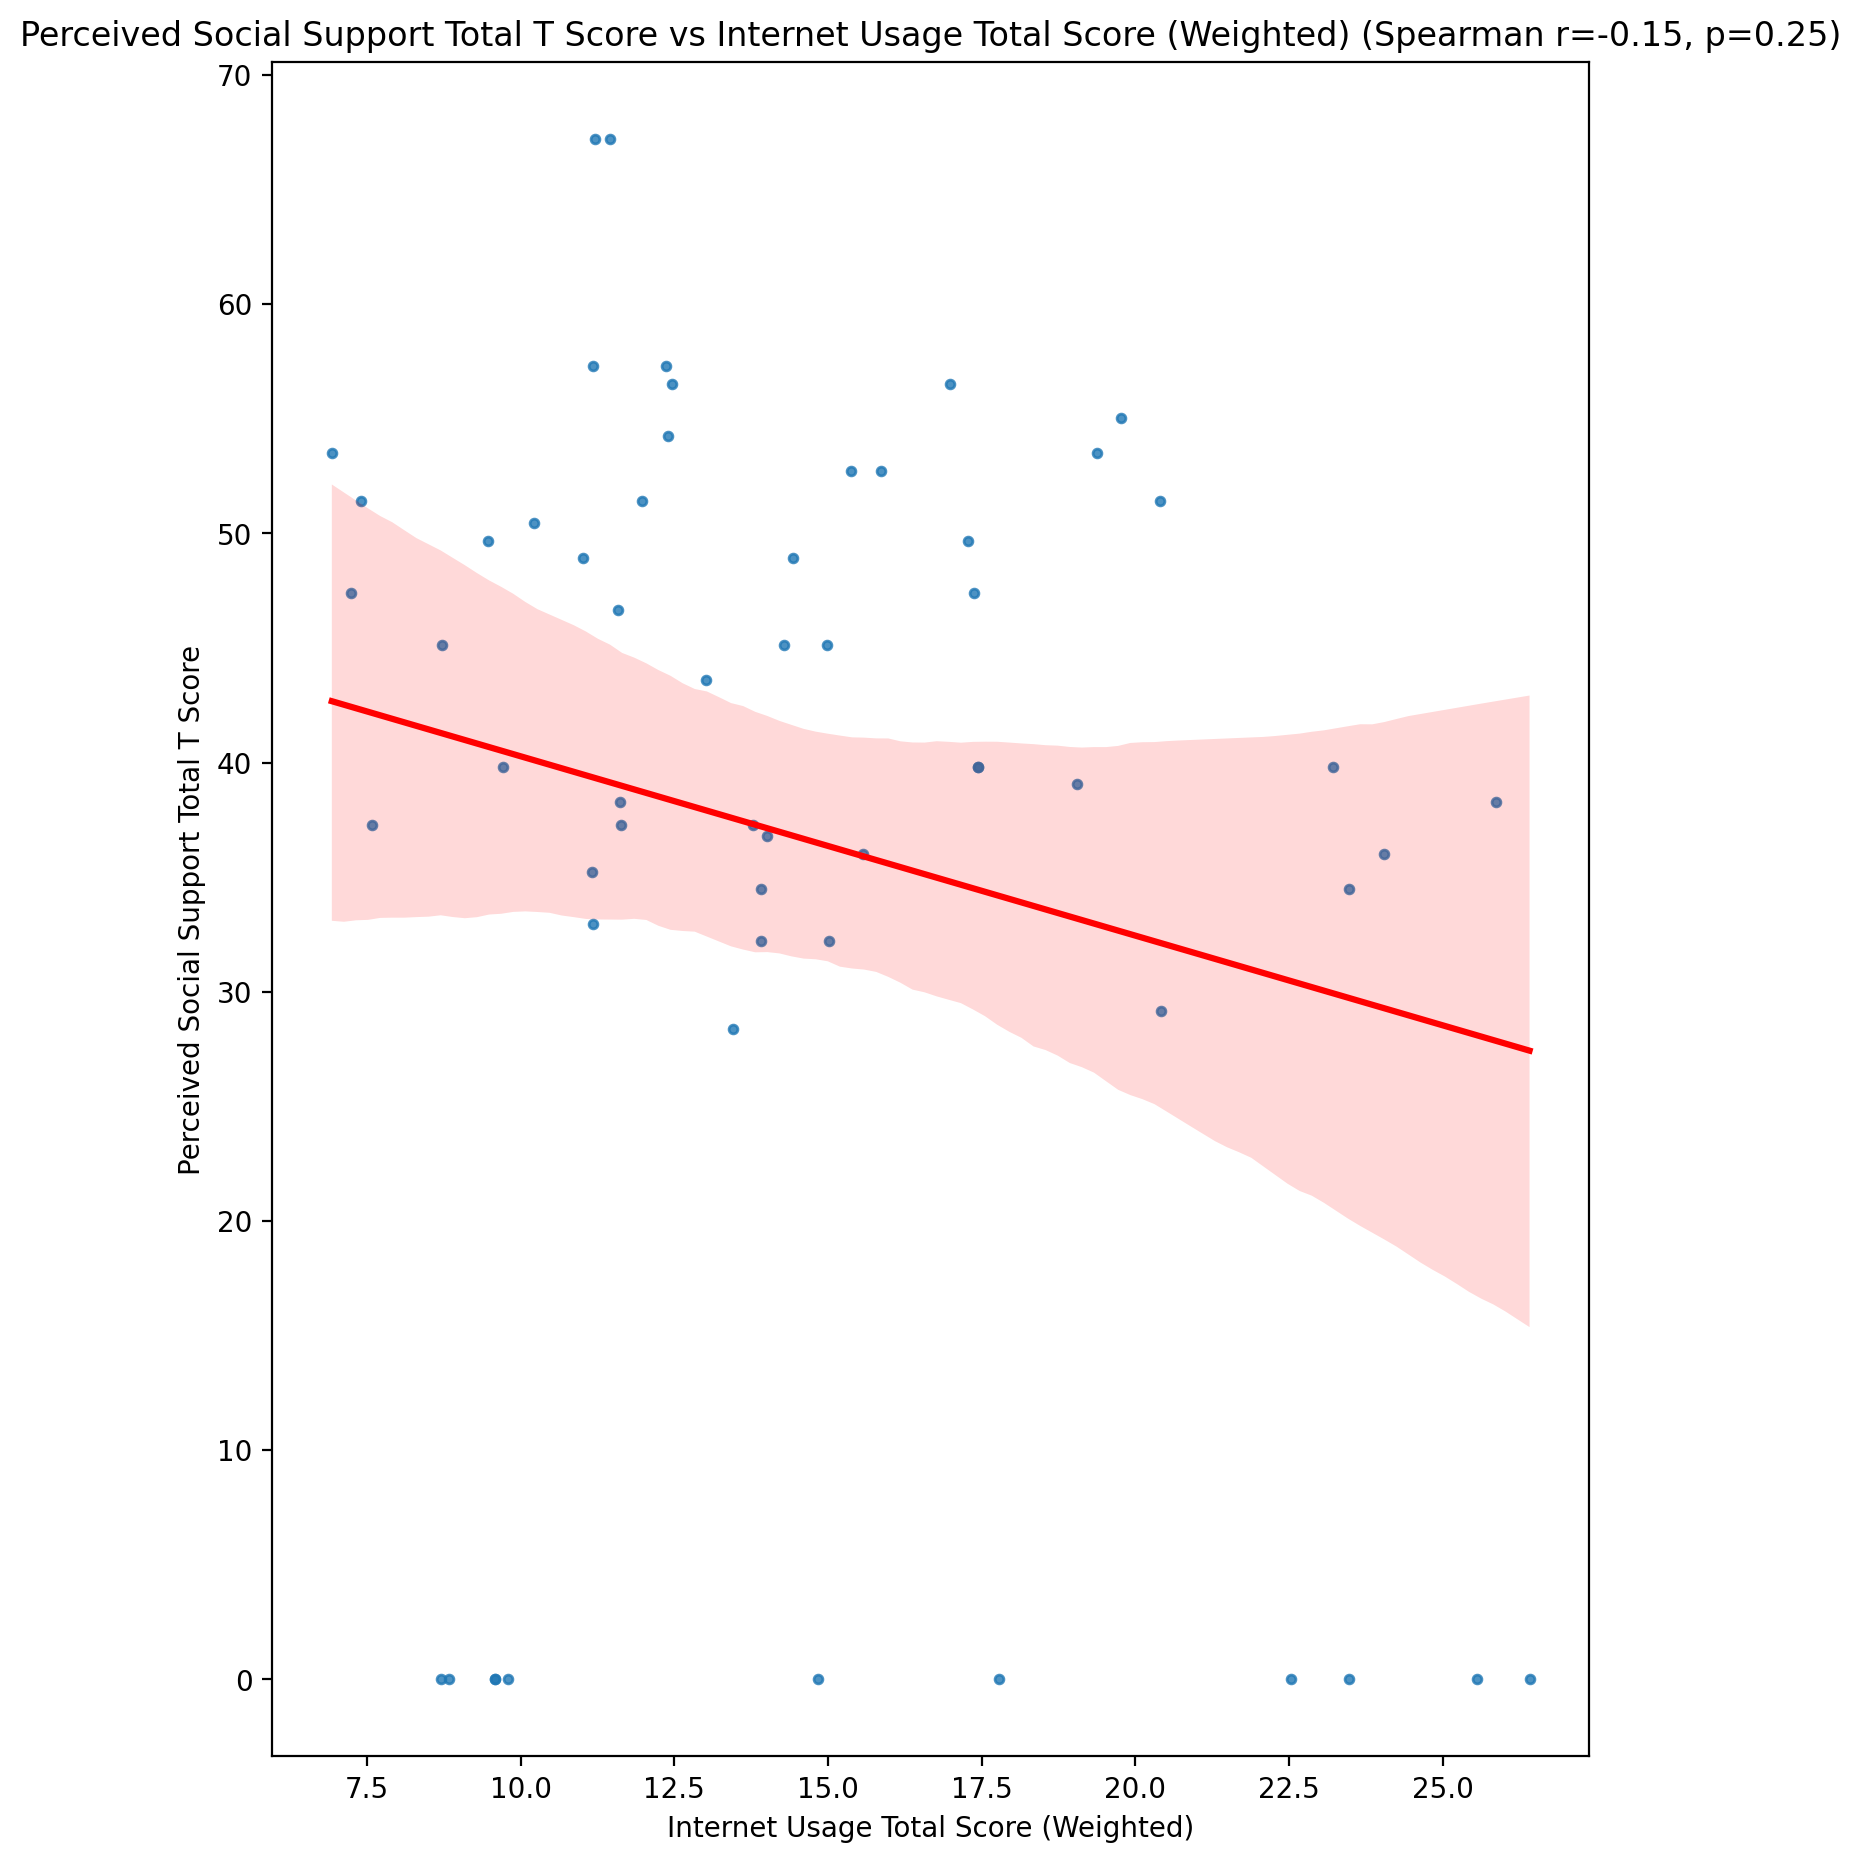 Perceived Social Support Total T Score vs Internet Usage Total Score (Weighted) (Spearman r=-0.15, p=0.25)
70
60
50
40
30
20
10
0
Perceived Social Support Total T Score
7.5 10.0 12.5 15.0 17.5 20.0 22.5 25.0
Internet Usage Total Score (Weighted)